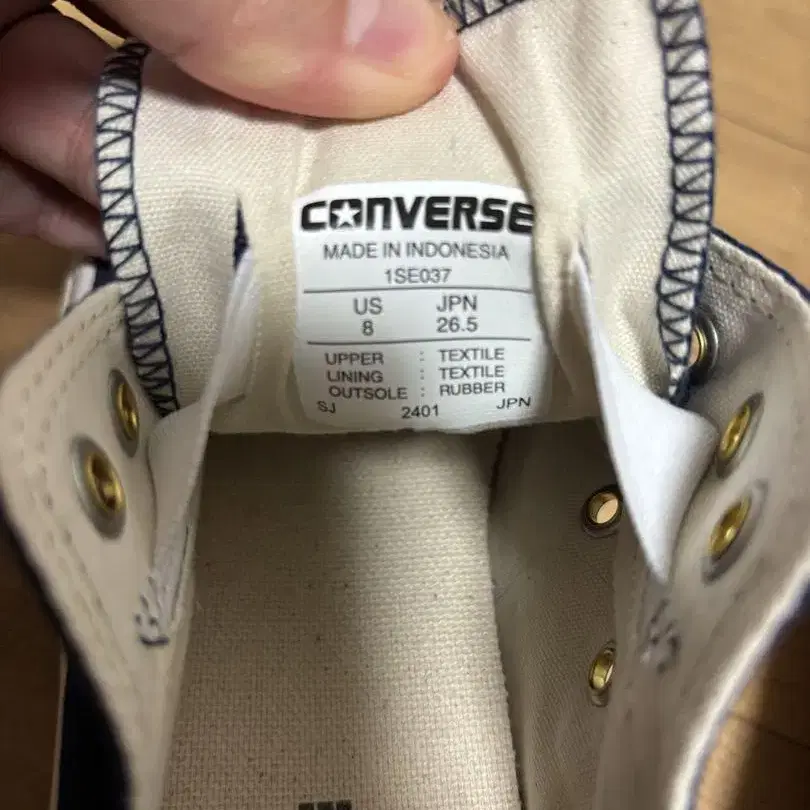 CONVERSE
MADE IN INDONESIA
1SE037
US JPN
8 26.5
UPPER : TEXTILE
LINING : TEXTILE
OUTSOLE : RUBBER
SJ 2401 JPN